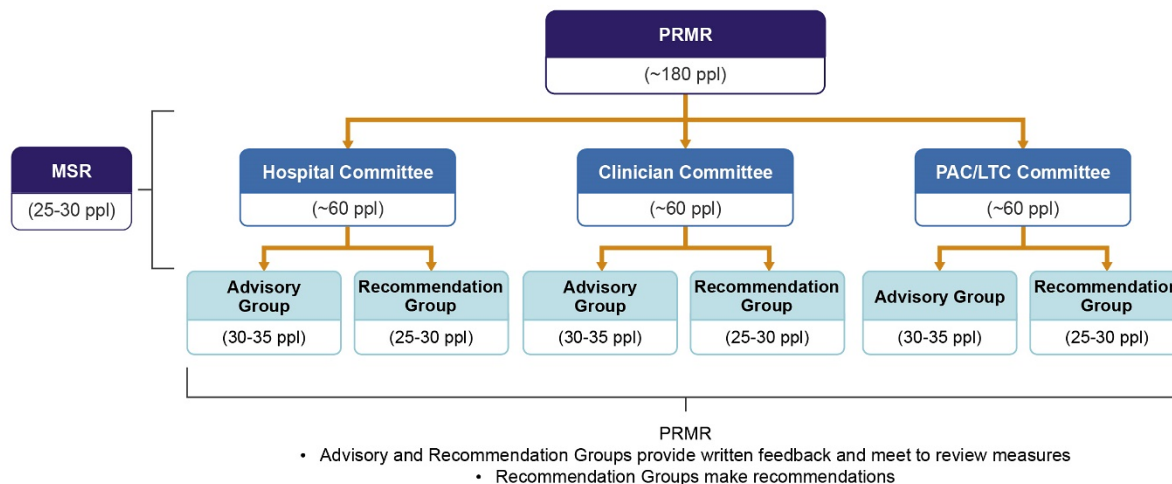 PRMR
(~180 ppl)
MSR
(25-30 ppl)
Hospital Committee
(~60 ppl)
Clinician Committee
(~60 ppl)
PAC/LTC Committee
(~60 ppl)
Advisory
Group
(30-35 ppl)
Recommendation
Group
(25-30 ppl)
Advisory
Group
(30-35 ppl)
Recommendation
Group
(25-30 ppl)
Advisory Group
(30-35 ppl)
Recommendation
Group
(25-30 ppl)
PRMR
• Advisory and Recommendation Groups provide written feedback and meet to review measures
• Recommendation Groups make recommendations